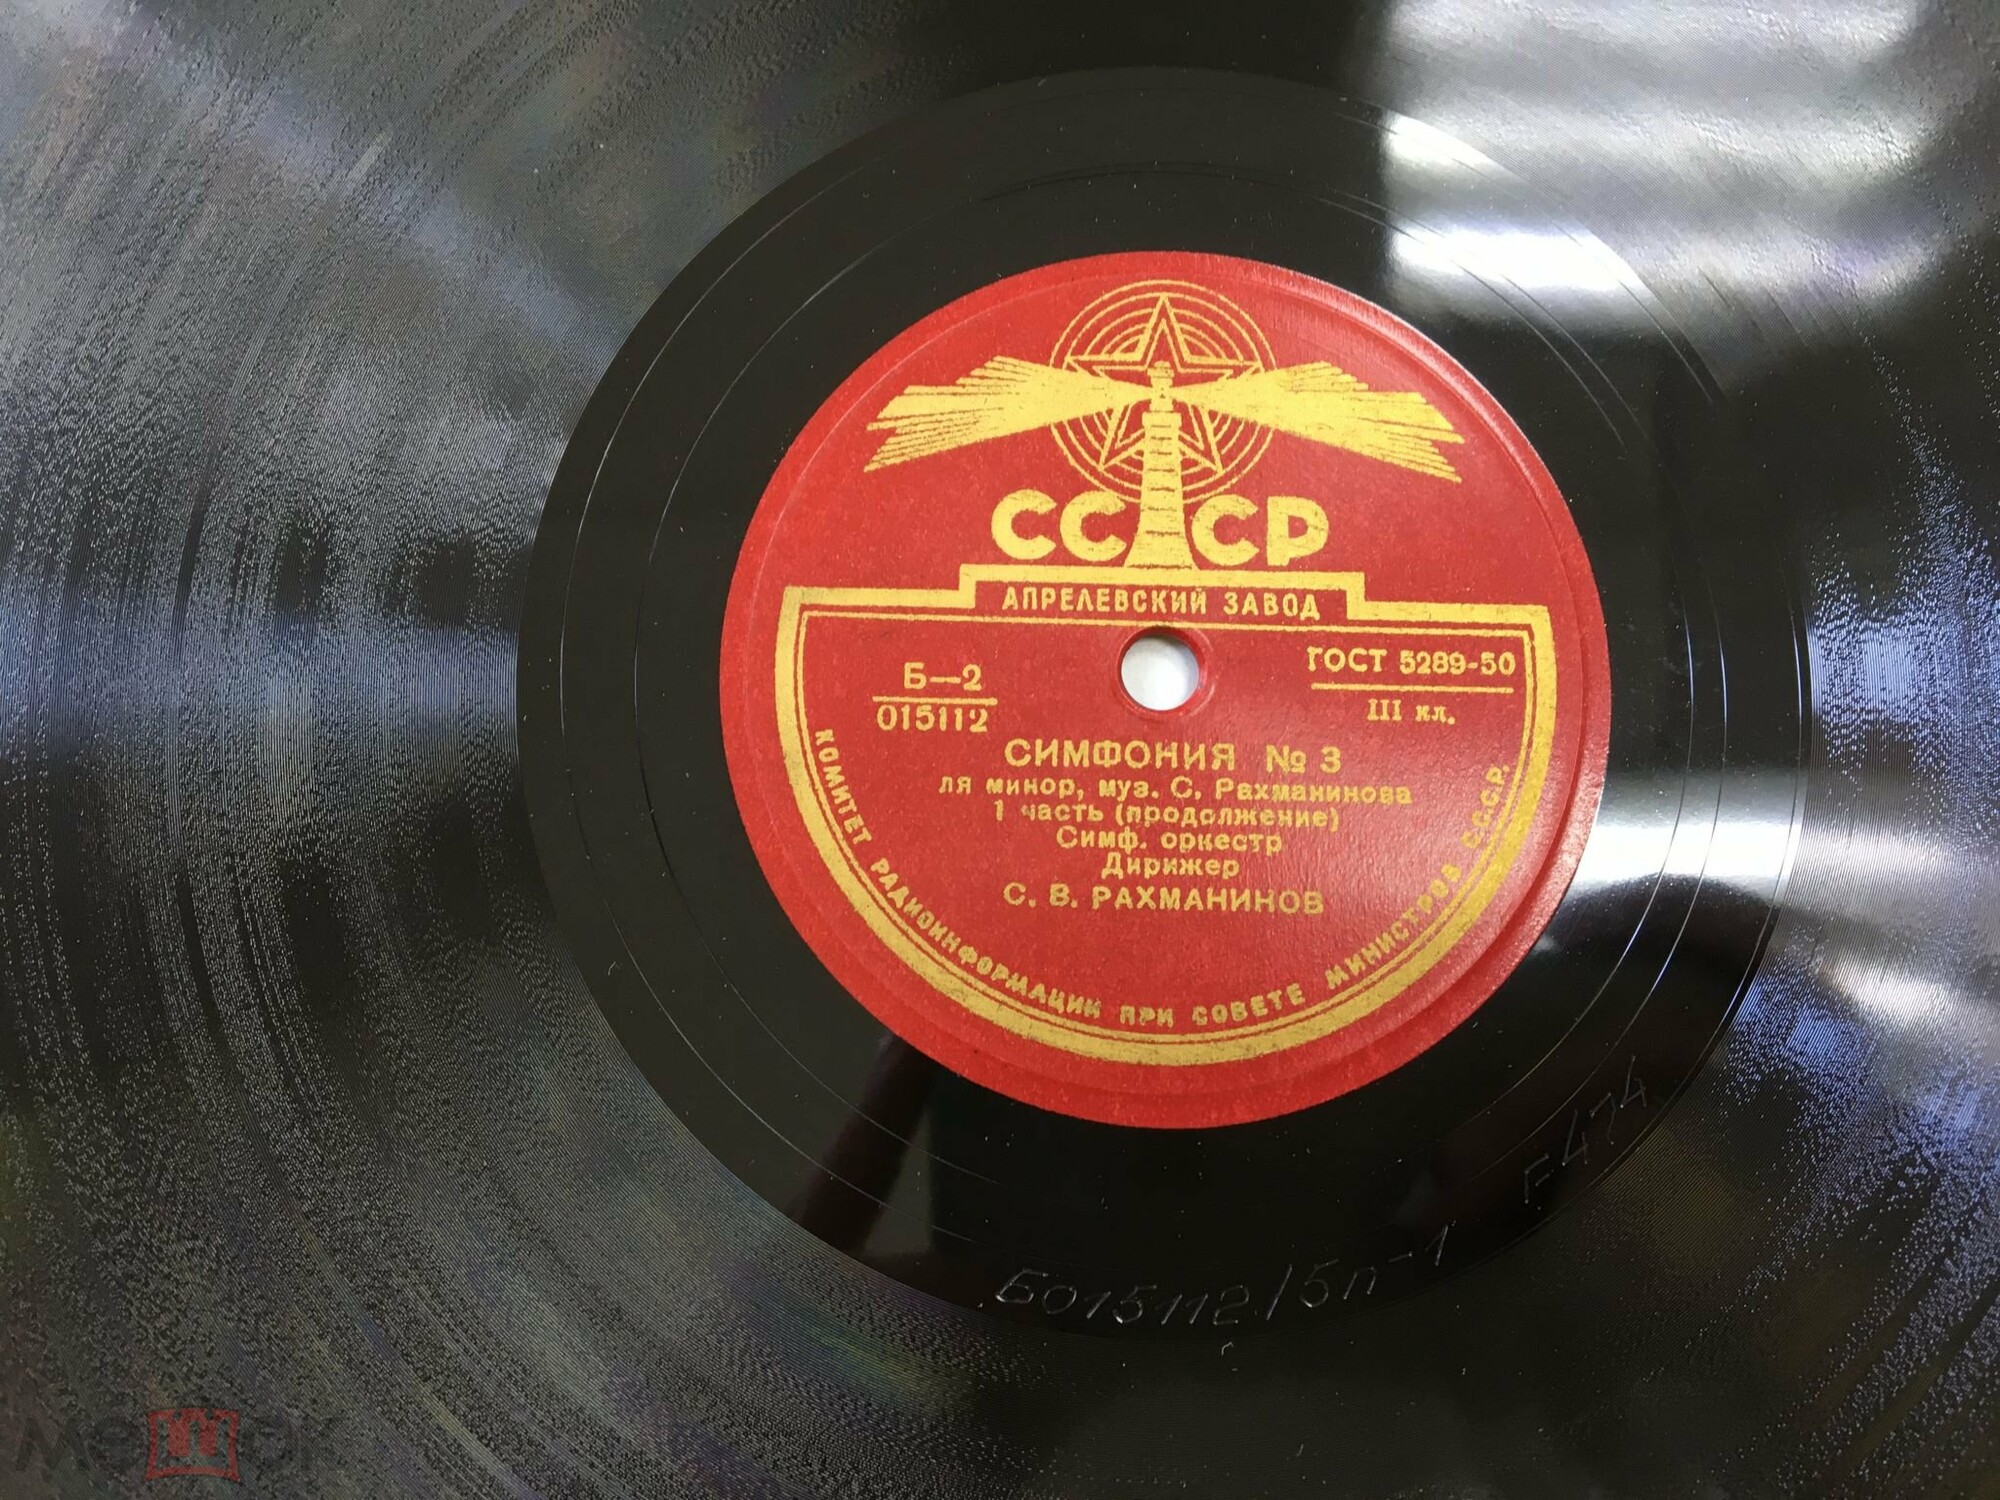 СССР
АПРЕЛЕВСКИЙ ЗАВОД
Б—2
015112
ГОСТ 5289-50
III кл.
СИМФОНИЯ № 3
ля минор, муз. С. Рахманинова
1 часть (продолжение)
Симф. оркестр
Дирижер
С. В. РАХМАНИНОВ
КОМИТЕТ РАДИОИНФОРМАЦИИ ПРИ СОВЕТЕ МИНИСТРОВ С.С.С.Р.
Б015112/5п-1
F-474
мешок